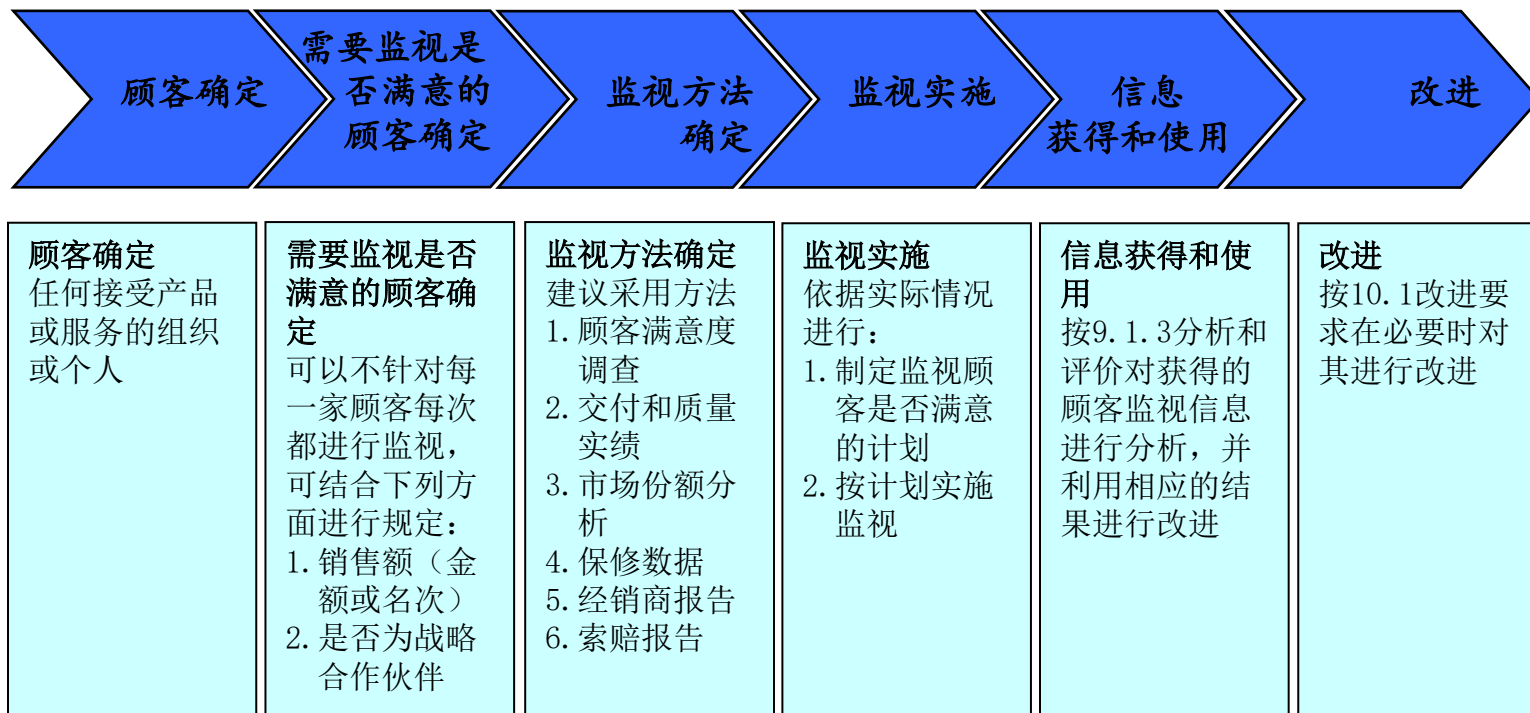 顾客确定
需要监视是
否满意的
顾客确定
监视方法
确定
监视实施
信息
获得和使用
改进
顾客确定
任何接受产品
或服务的组织
或个人
需要监视是否
满意的顾客确
定
可以不针对每
一家顾客每次
都进行监视，
可结合下列方
面进行规定：
1.销售额（金
额或名次）
2.是否为战略
合作伙伴
监视方法确定
建议采用方法
1.顾客满意度
调查
2.交付和质量
实绩
3.市场份额分
析
4.保修数据
5.经销商报告
6.索赔报告
监视实施
依据实际情况
进行：
1.制定监视顾
客是否满意
的计划
2.按计划实施
监视
信息获得和使
用
按9.1.3分析和
评价对获得的
顾客监视信息
进行分析，并
利用相应的结
果进行改进
改进
按10.1改进要
求在必要时对
其进行改进